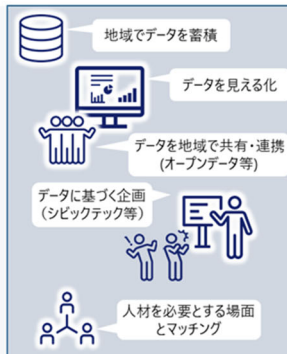 地域でデータを蓄積
データを見える化
データを地域で共有・連携
(オープンデータ等)
データに基づく企画
（シビックテック等）
人材を必要とする場面
とマッチング